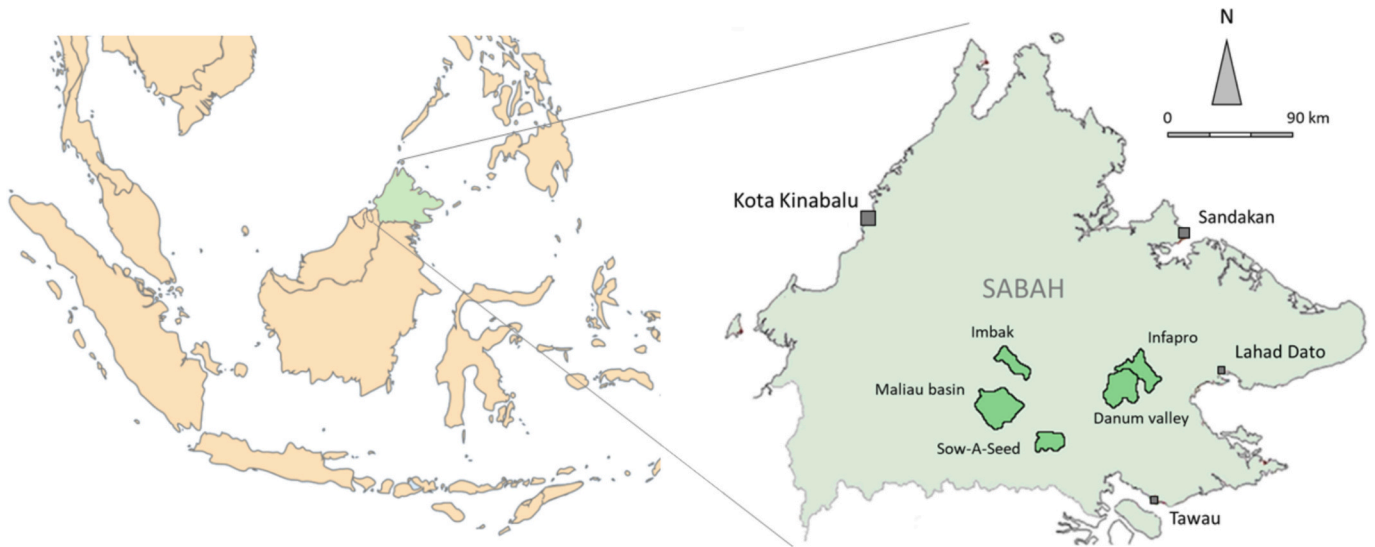 N
0 90 km
Kota Kinabalu
Sandakan
SABAH
Imbak
Infapro
Lahad Dato
Maliau basin
Danum valley
Sow-A-Seed
Tawau